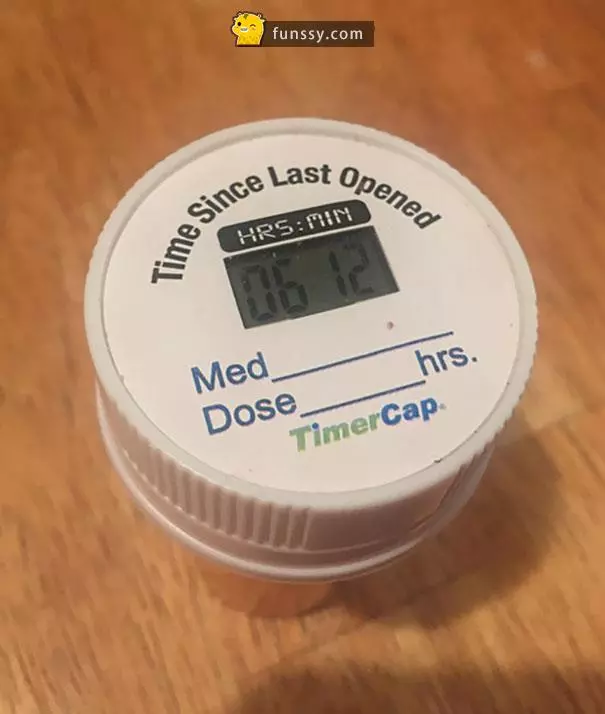 funssy.com
Time Since Last Opened
HRS:MIN
06 12
Med
Dose hrs.
TimerCap